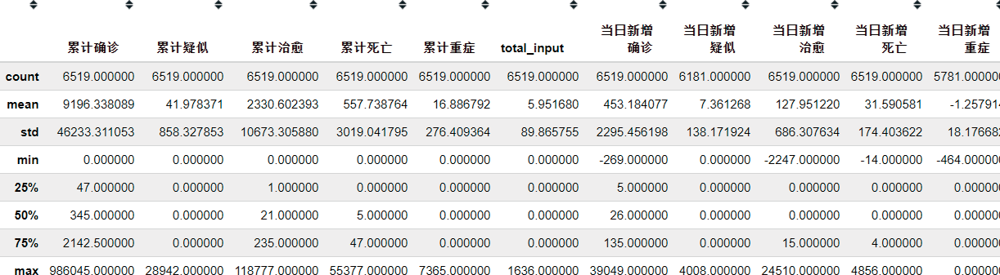 当日新增 当日新增 当日新增 当日新增 当日新增
累计确诊 累计疑似 累计治愈 累计死亡 累计重症 total_input 确诊 疑似 治愈 死亡 重症
count 6519.000000 6519.000000 6519.000000 6519.000000 6519.000000 6519.000000 6519.000000 6181.000000 6519.000000 6519.000000 5781.00000
mean 9196.338089 41.978371 2330.602393 557.738764 16.886792 5.951680 453.184077 7.361268 127.951220 31.590581 -1.257914
std 46233.311053 858.327853 10673.305880 3019.041795 276.409364 89.865755 2295.456198 138.171924 686.307634 174.403622 18.176682
min 0.000000 0.000000 0.000000 0.000000 0.000000 0.000000 -269.000000 0.000000 -2247.000000 -14.000000 -464.00000
25% 47.000000 0.000000 1.000000 0.000000 0.000000 0.000000 5.000000 0.000000 0.000000 0.000000 0.00000
50% 345.000000 0.000000 21.000000 5.000000 0.000000 0.000000 26.000000 0.000000 0.000000 0.000000 0.00000
75% 2142.500000 0.000000 235.000000 47.000000 0.000000 0.000000 135.000000 0.000000 15.000000 4.000000 0.00000
max 986045.000000 28942.000000 118777.000000 55377.000000 7365.000000 1636.000000 39049.000000 4008.000000 24510.000000 4856.000000 0.00000